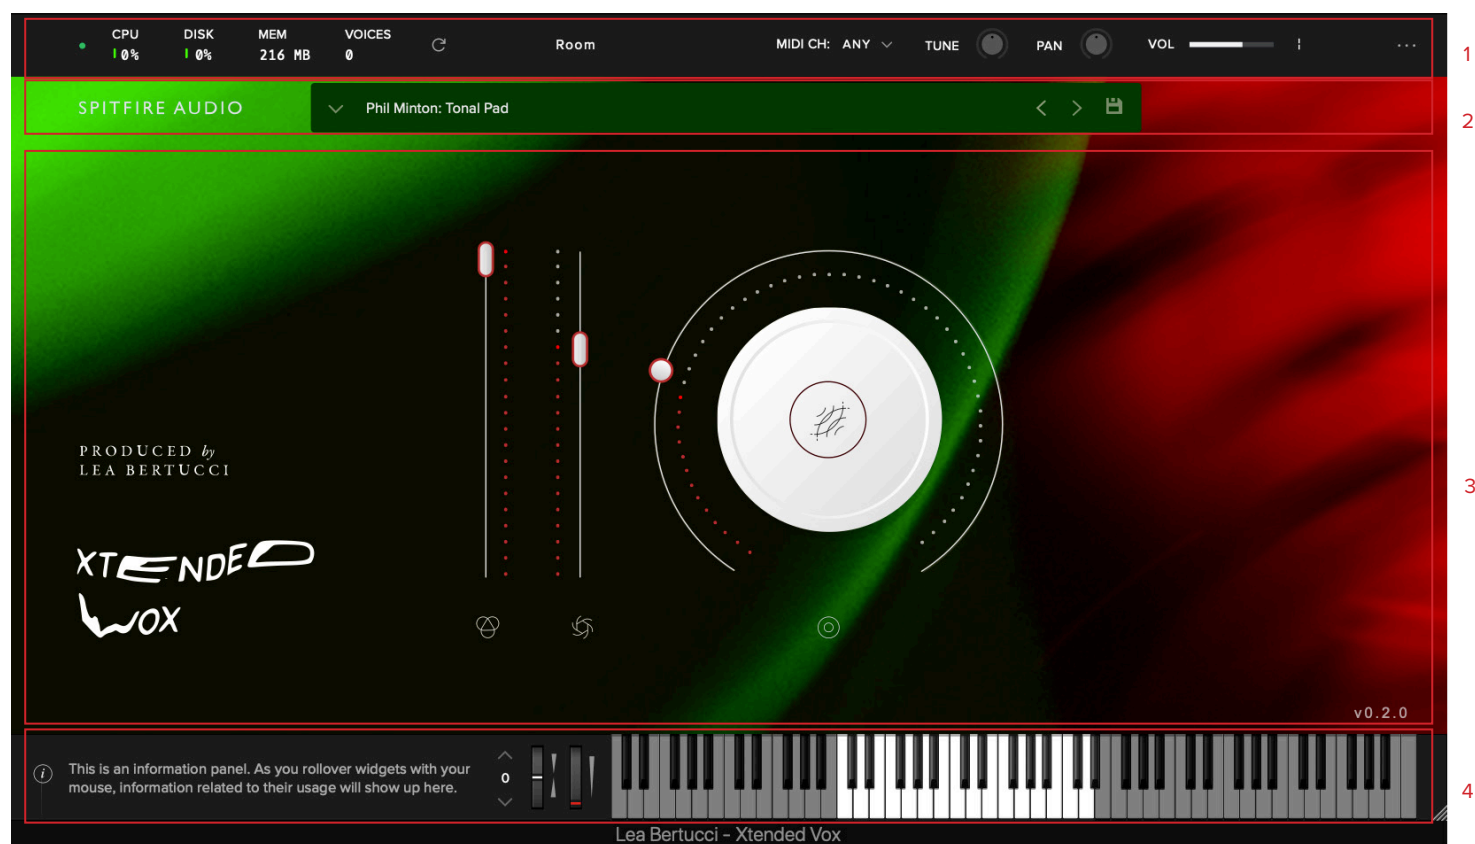 CPU DISK MEM VOICES
0% 0% 216 MB 0
Room
MIDI CH: ANY TUNE PAN VOL
1
SPITFIRE AUDIO
Phil Minton: Tonal Pad
2
PRODUCED by
LEA BERTUCCI
XTENDED
VOX
3
v0.2.0
This is an information panel. As you rollover widgets with your
mouse, information related to their usage will show up here.
0
4
Lea Bertucci - Xtended Vox